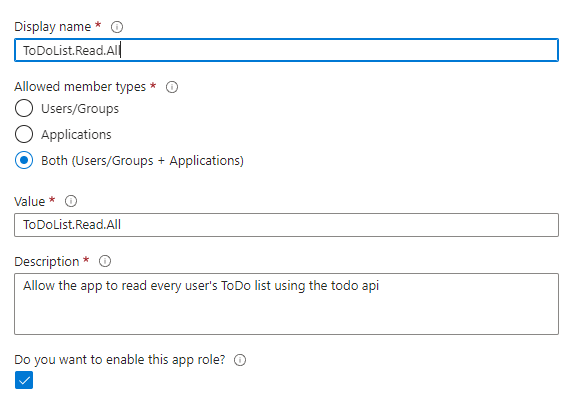 Display name *
ToDoList.Read.All
Allowed member types *
Users/Groups
Applications
Both (Users/Groups + Applications)
Value *
ToDoList.Read.All
Description *
Allow the app to read every user's ToDo list using the todo api
Do you want to enable this app role?